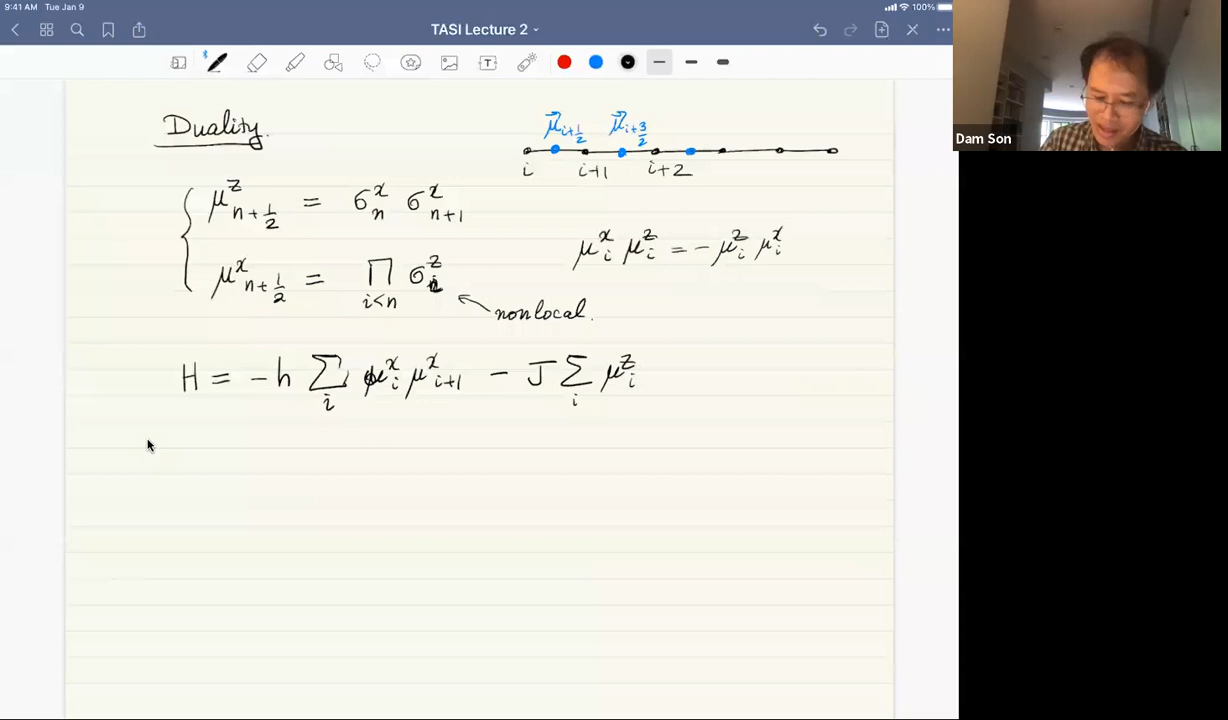 9:41 AM Tue Jan 9
100%
TASI Lecture 2
Duality.
μ⃗_{i+1/2} μ⃗_{i+3/2}
i i+1 i+2
μ^z_{n+1/2} = σ^x_n σ^x_{n+1}
μ^x_{n+1/2} = ∏_{i<n} σ^z_i
μ^x_i μ^z_i = - μ^z_i μ^x_i
nonlocal.
H = - h ∑_i μ^x_i μ^x_{i+1} - J ∑_i μ^z_i
Dam Son